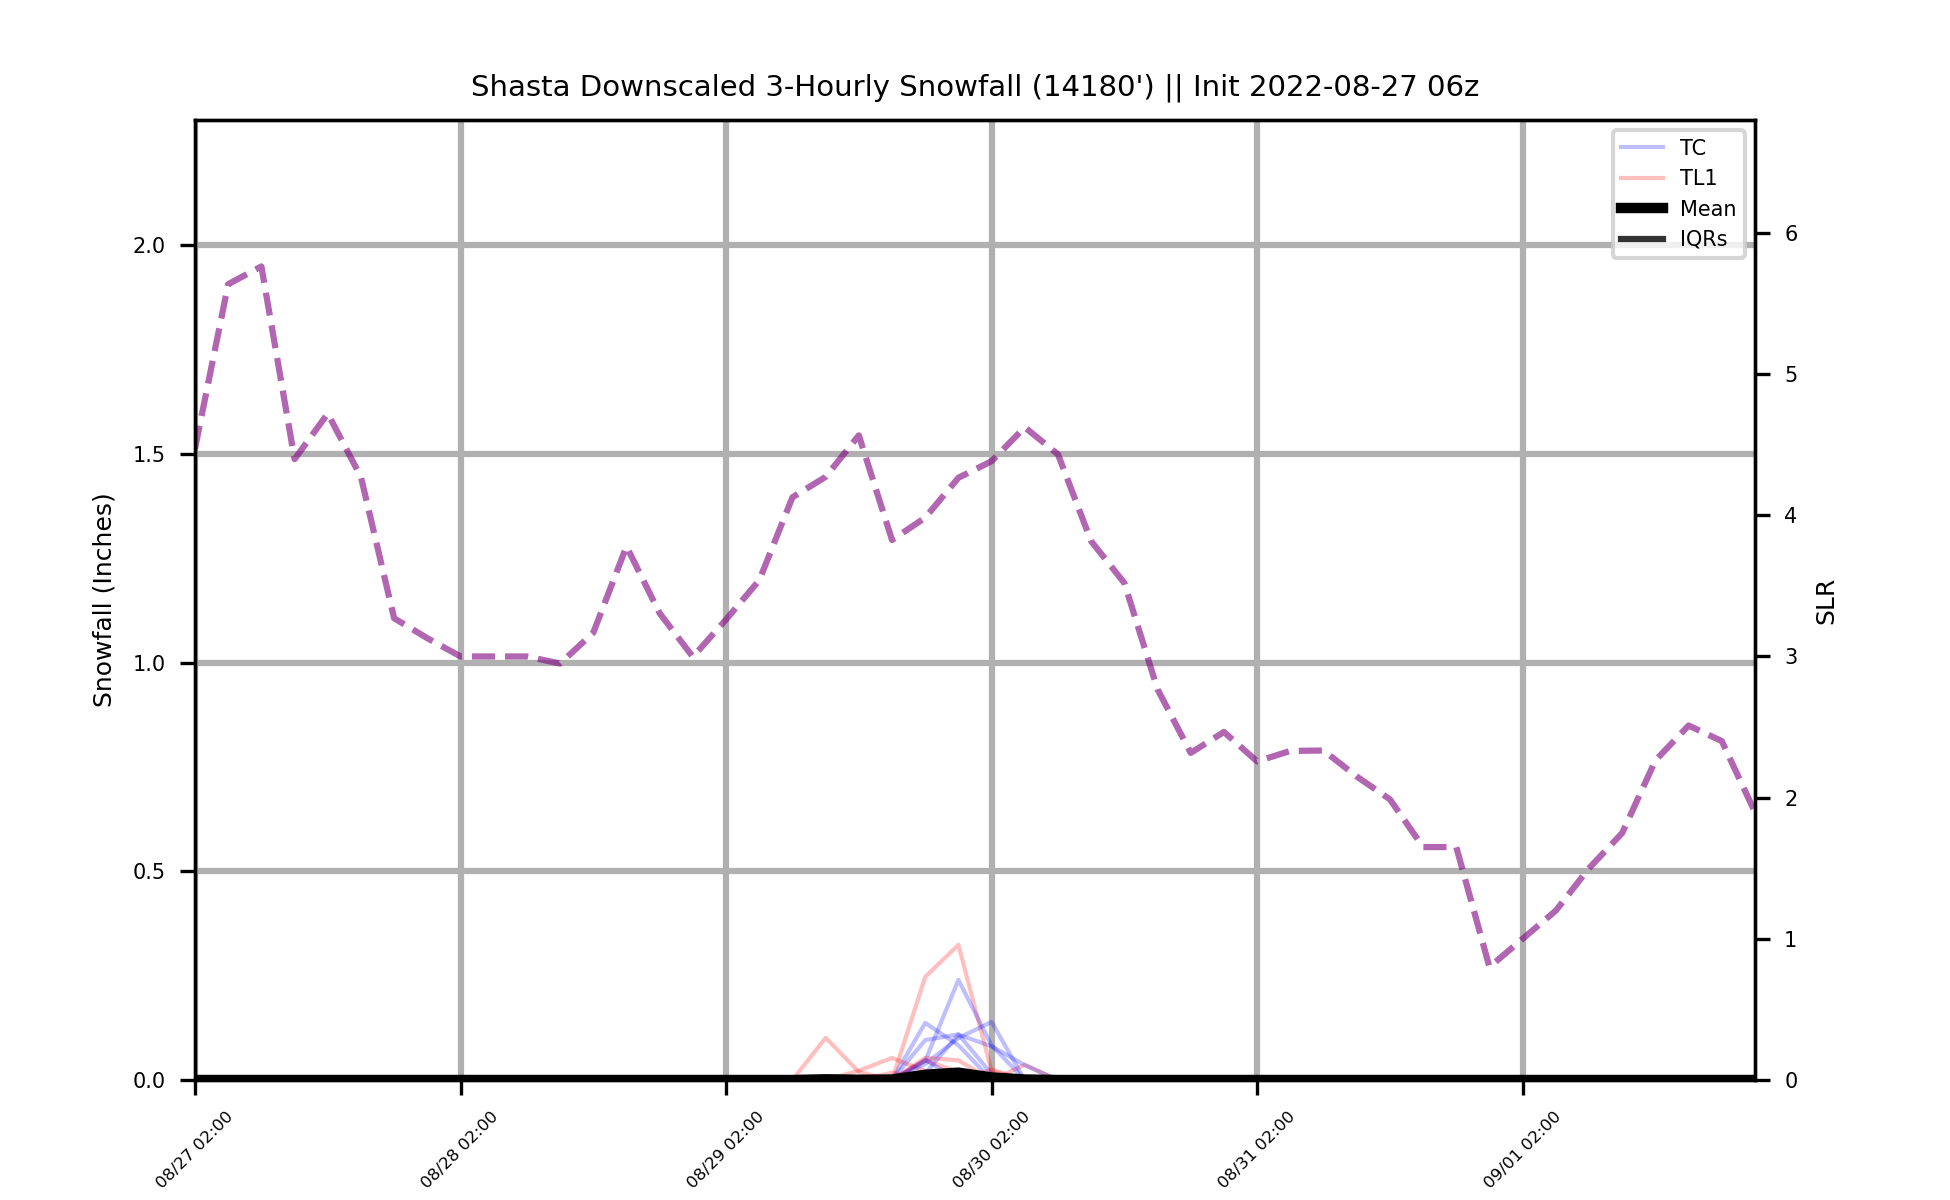 Shasta Downscaled 3-Hourly Snowfall (14180') || Init 2022-08-27 06z
TC
TL1
Mean
IQRs
2.0
1.5
1.0
0.5
0.0
Snowfall (Inches)
6
5
4
3
2
1
0
SLR
08/27 02:00
08/28 02:00
08/29 02:00
08/30 02:00
08/31 02:00
09/01 02:00